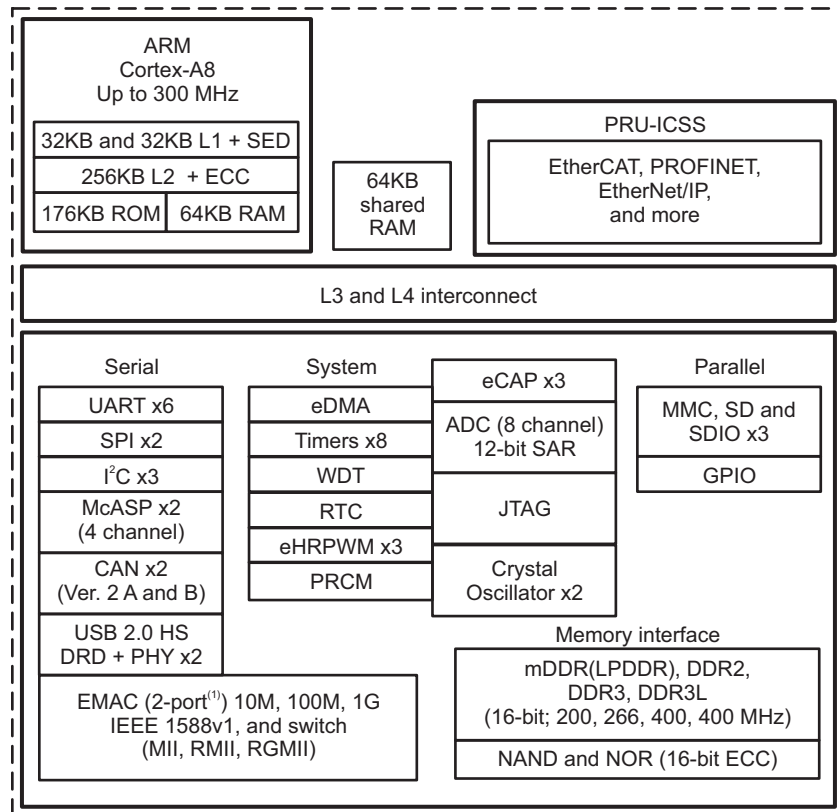 ARM
Cortex-A8
Up to 300 MHz
32KB and 32KB L1 + SED
256KB L2 + ECC
176KB ROM
64KB RAM
64KB
shared
RAM
PRU-ICSS
EtherCAT, PROFINET,
EtherNet/IP,
and more
L3 and L4 interconnect
Serial
UART x6
SPI x2
I²C x3
McASP x2
(4 channel)
CAN x2
(Ver. 2 A and B)
USB 2.0 HS
DRD + PHY x2
EMAC (2-port⁽¹⁾) 10M, 100M, 1G
IEEE 1588v1, and switch
(MII, RMII, RGMII)
System
eDMA
Timers x8
WDT
RTC
eHRPWM x3
PRCM
eCAP x3
ADC (8 channel)
12-bit SAR
JTAG
Crystal
Oscillator x2
Parallel
MMC, SD and
SDIO x3
GPIO
Memory interface
mDDR(LPDDR), DDR2,
DDR3, DDR3L
(16-bit; 200, 266, 400, 400 MHz)
NAND and NOR (16-bit ECC)